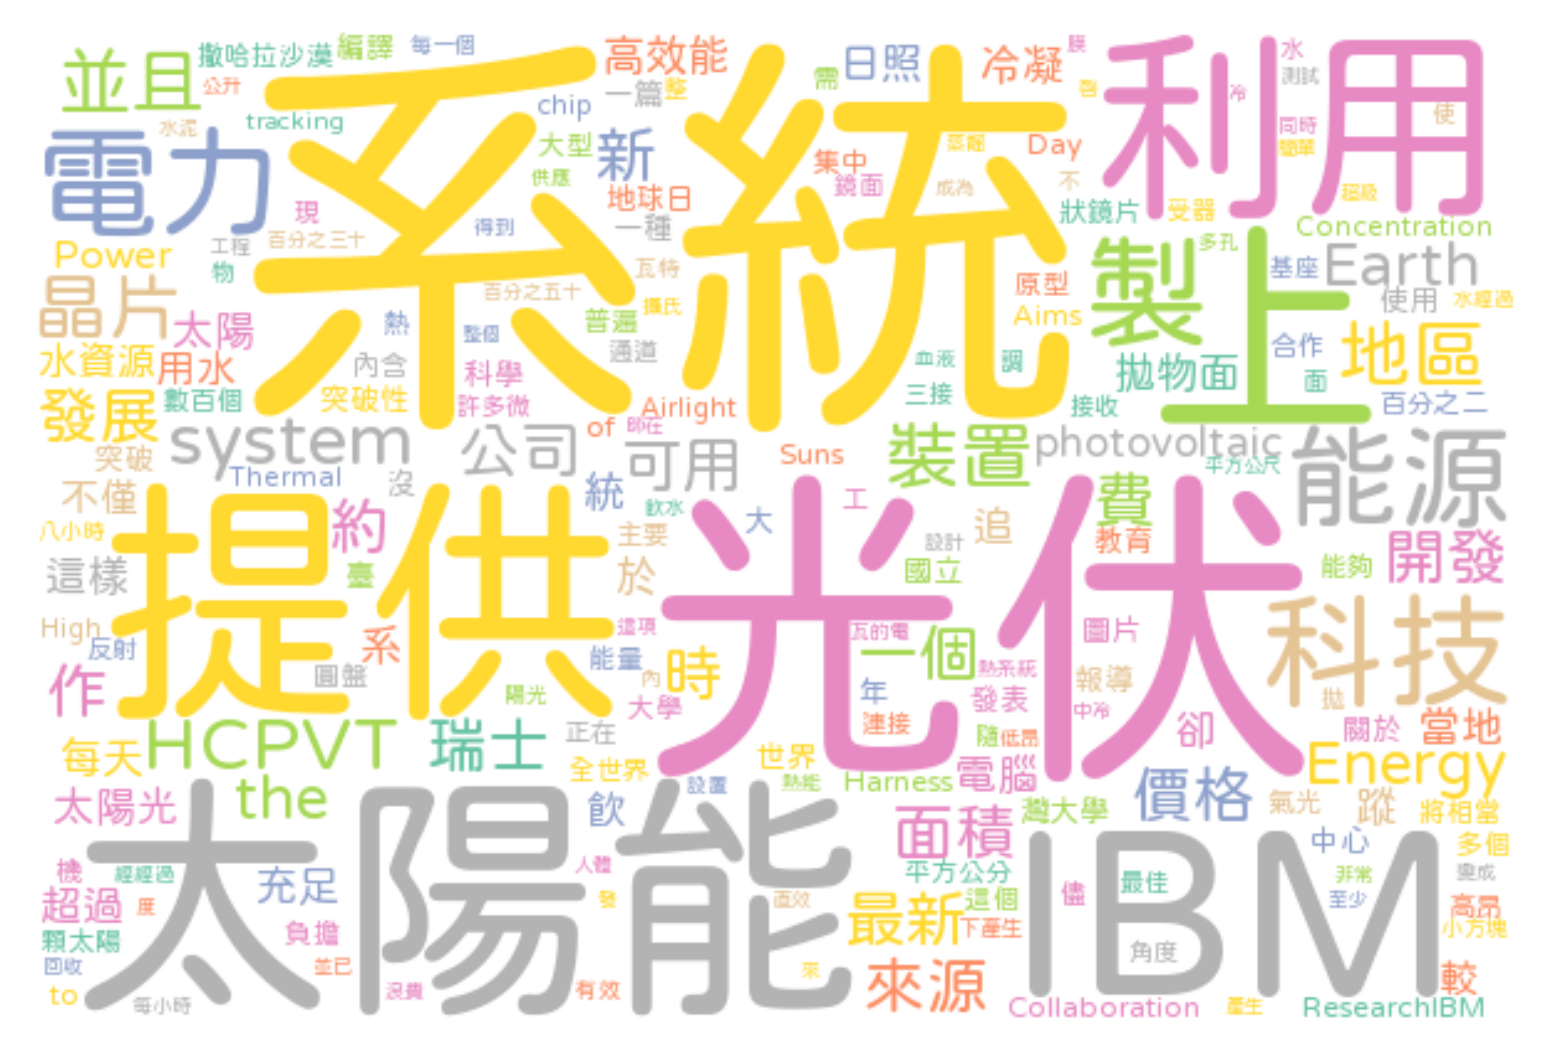 並且
撒哈拉沙漠
編譯
每一個
高效能
日照
冷凝
膜
水
利用
公升
一篇
整
需
測試
系統
chip
水泥
tracking
大型
新
集中
Day
同時
簡單
使
電力
供應
地球日
鏡面
成為
不
超級
現
得到
一種
狀鏡片
受器
Concentration
Power
工程
百分之三十
多孔
物
瓦特
原型
製上
基座
Earth
晶片
百分之五十
攝氏
Aims
使用
水經過
太陽
熱
整個
普遍
合作
地區
水資源
用水
內含
通道
血液
調
拋物面
面
科學
發展
數百個
突破性
許多微
Airlight
三接
接收
百分之二
system
公司
of
可用
Suns
裝置
photovoltaic
能源
突破
Thermal
沒
平方公尺
不僅
統
飲水
大
工
費
八小時
提供
約
主要
光伏
追
教育
設計
開發
這樣
臺
於
國立
能夠
High
這項
瓦的電
圖片
科技
反射
系
能量
一個
熱系統
圓盤
內
時
作
陽光
年
報導
拋
大學
發表
中冷
連接
卻
關於
當地
每天
HCPVT
瑞士
正在
隨
低昂
全世界
世界
Energy
the
設置
熱能
Harness
電腦
價格
太陽光
飲
灣大學
氣光
蹤
將相當
面積
太陽能
IBM
中心
多個
機
經經過
人體
平方公分
充足
最佳
非常
變成
超過
度
發
直效
這個
儘
至少
高昂
顆太陽
負擔
最新
下產生
小方塊
回收
並已
角度
來
來源
較
to
每小時
浪費
有效
Collaboration
產生
ResearchIBM